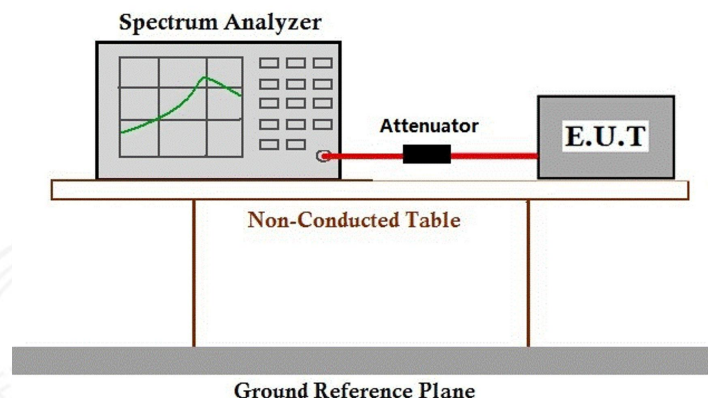 Spectrum Analyzer
Attenuator
E.U.T
Non-Conducted Table
Ground Reference Plane